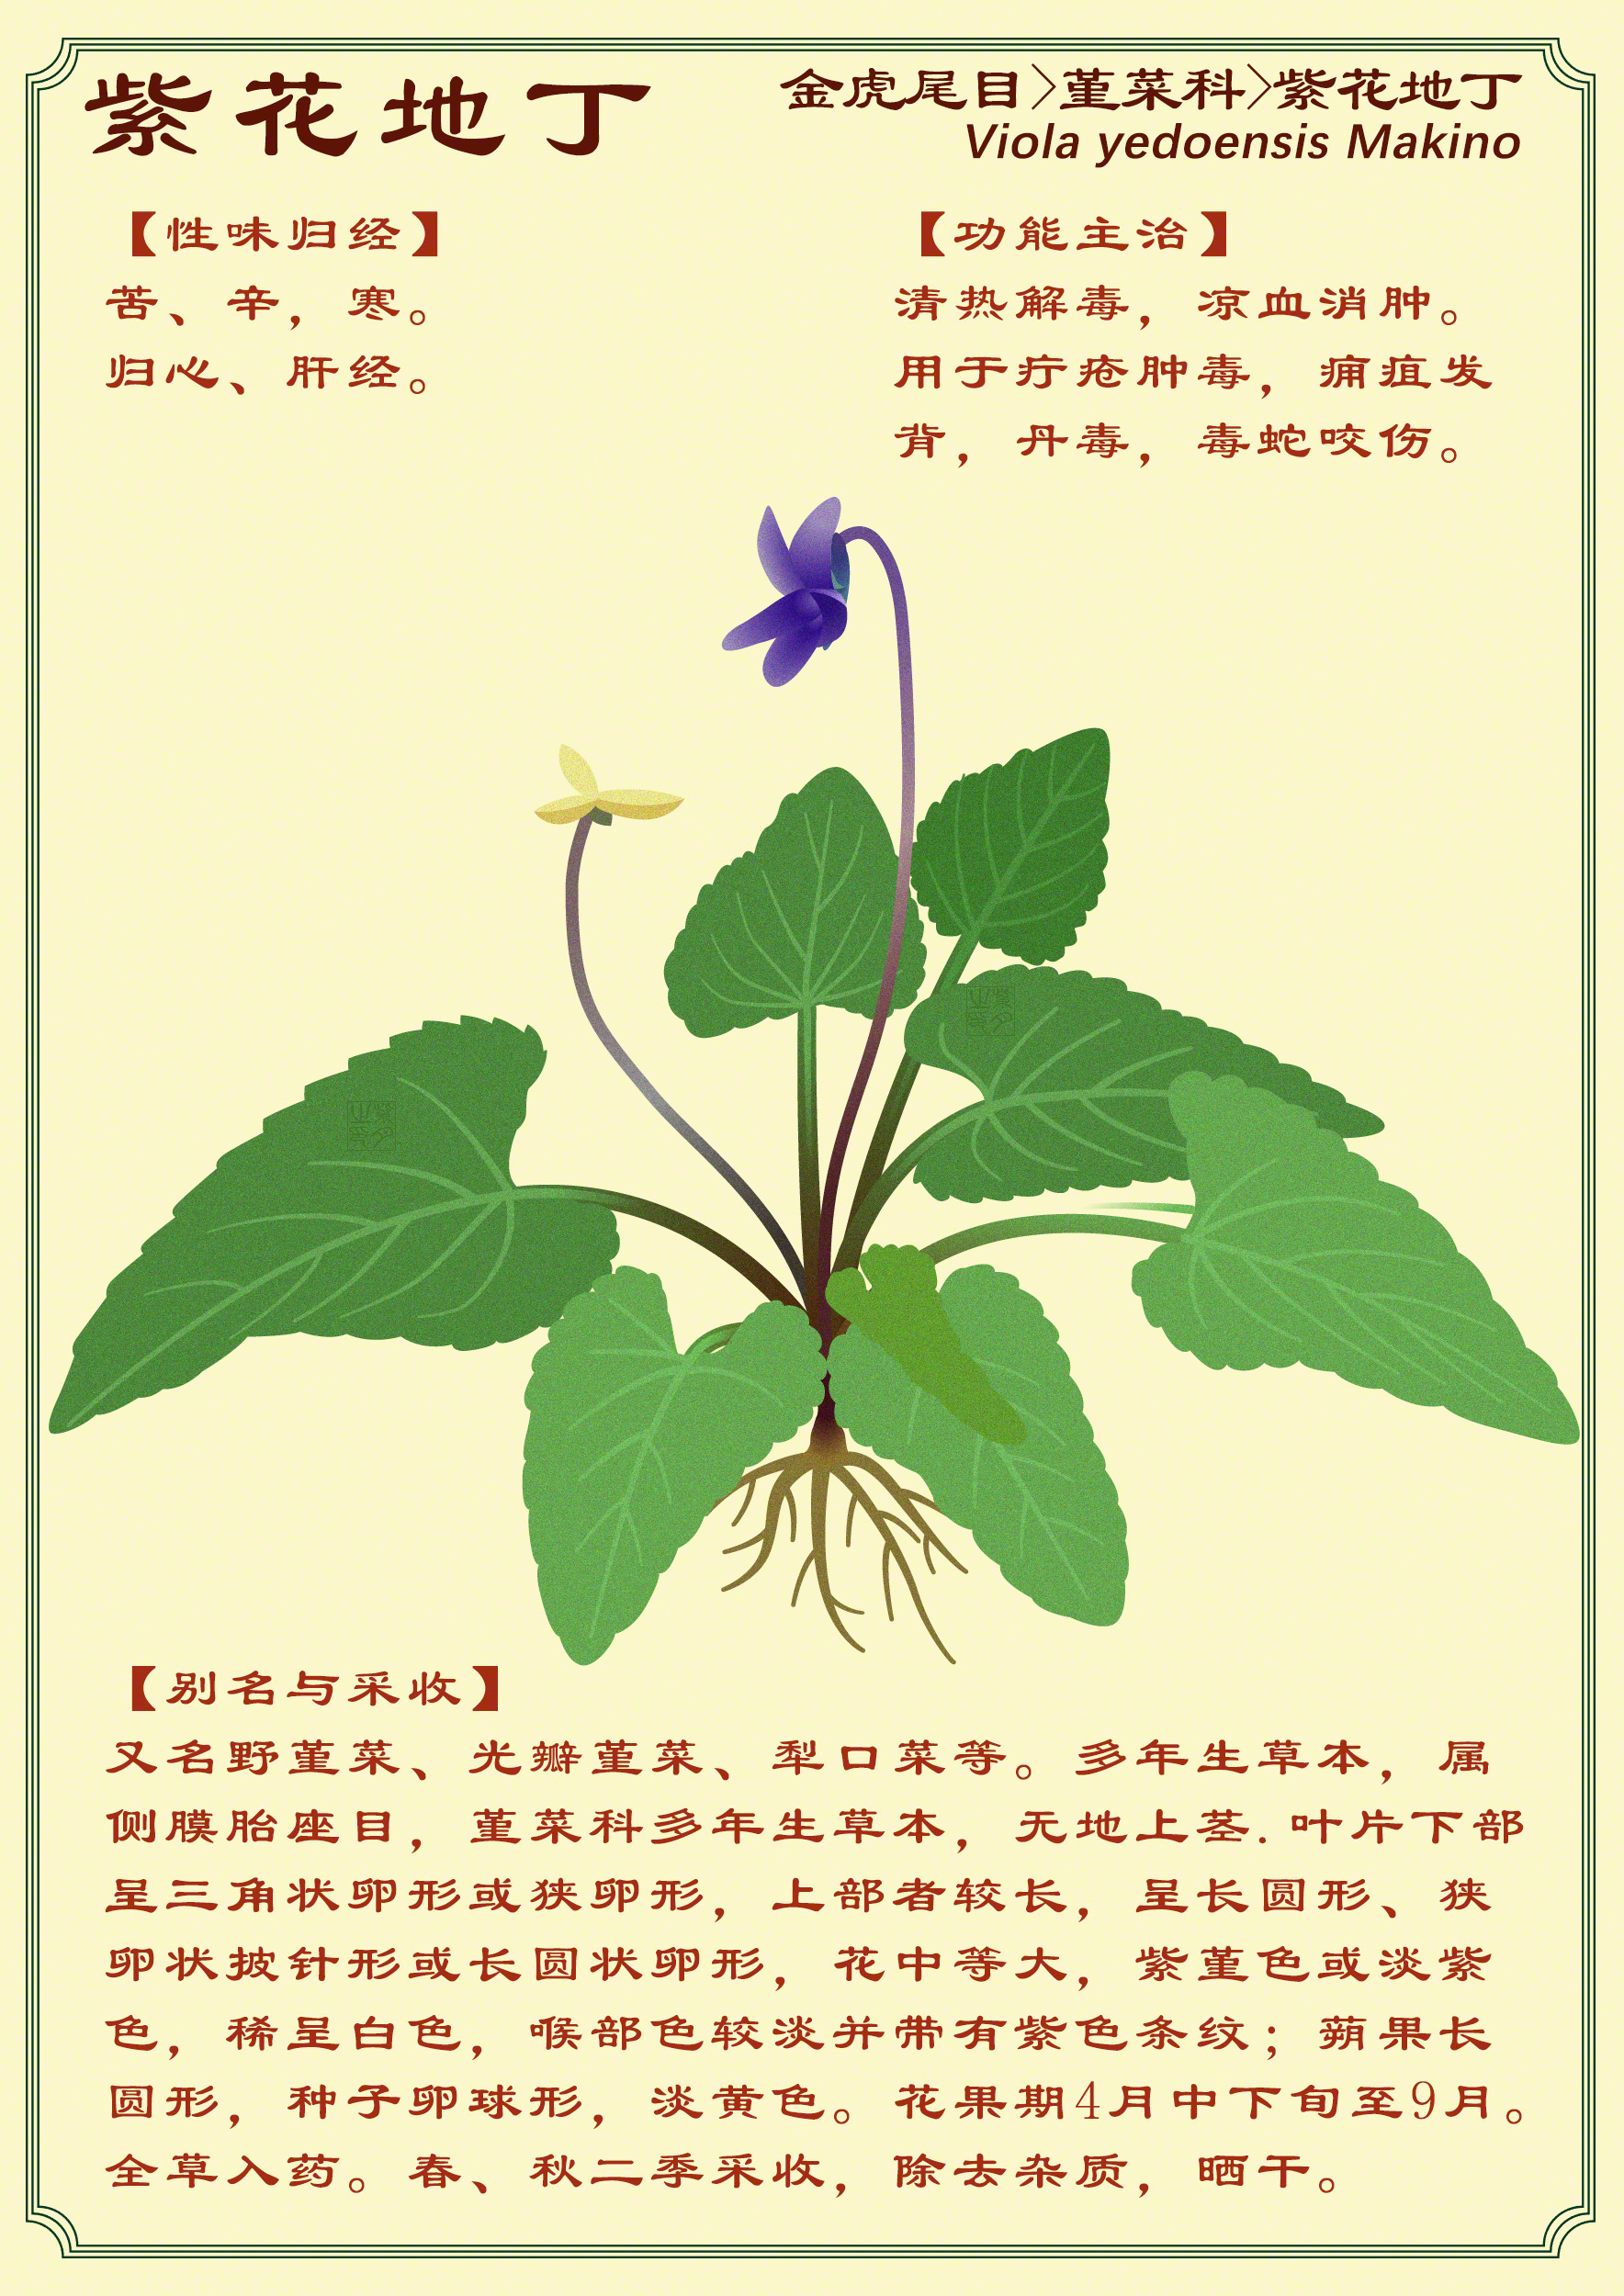 紫花地丁
金虎尾目>堇菜科>紫花地丁
Viola yedoensis Makino
【性味归经】
苦、辛，寒。
归心、肝经。
【功能主治】
清热解毒，凉血消肿。
用于疔疮肿毒，痈疽发
背，丹毒，毒蛇咬伤。
【别名与采收】
又名野堇菜、光瓣堇菜、犁口菜等。多年生草本，属
侧膜胎座目，堇菜科多年生草本，无地上茎.叶片下部
呈三角状卵形或狭卵形，上部者较长，呈长圆形、狭
卵状披针形或长圆状卵形，花中等大，紫堇色或淡紫
色，稀呈白色，喉部色较淡并带有紫色条纹；蒴果长
圆形，种子卵球形，淡黄色。花果期4月中下旬至9月。
全草入药。春、秋二季采收，除去杂质，晒干。